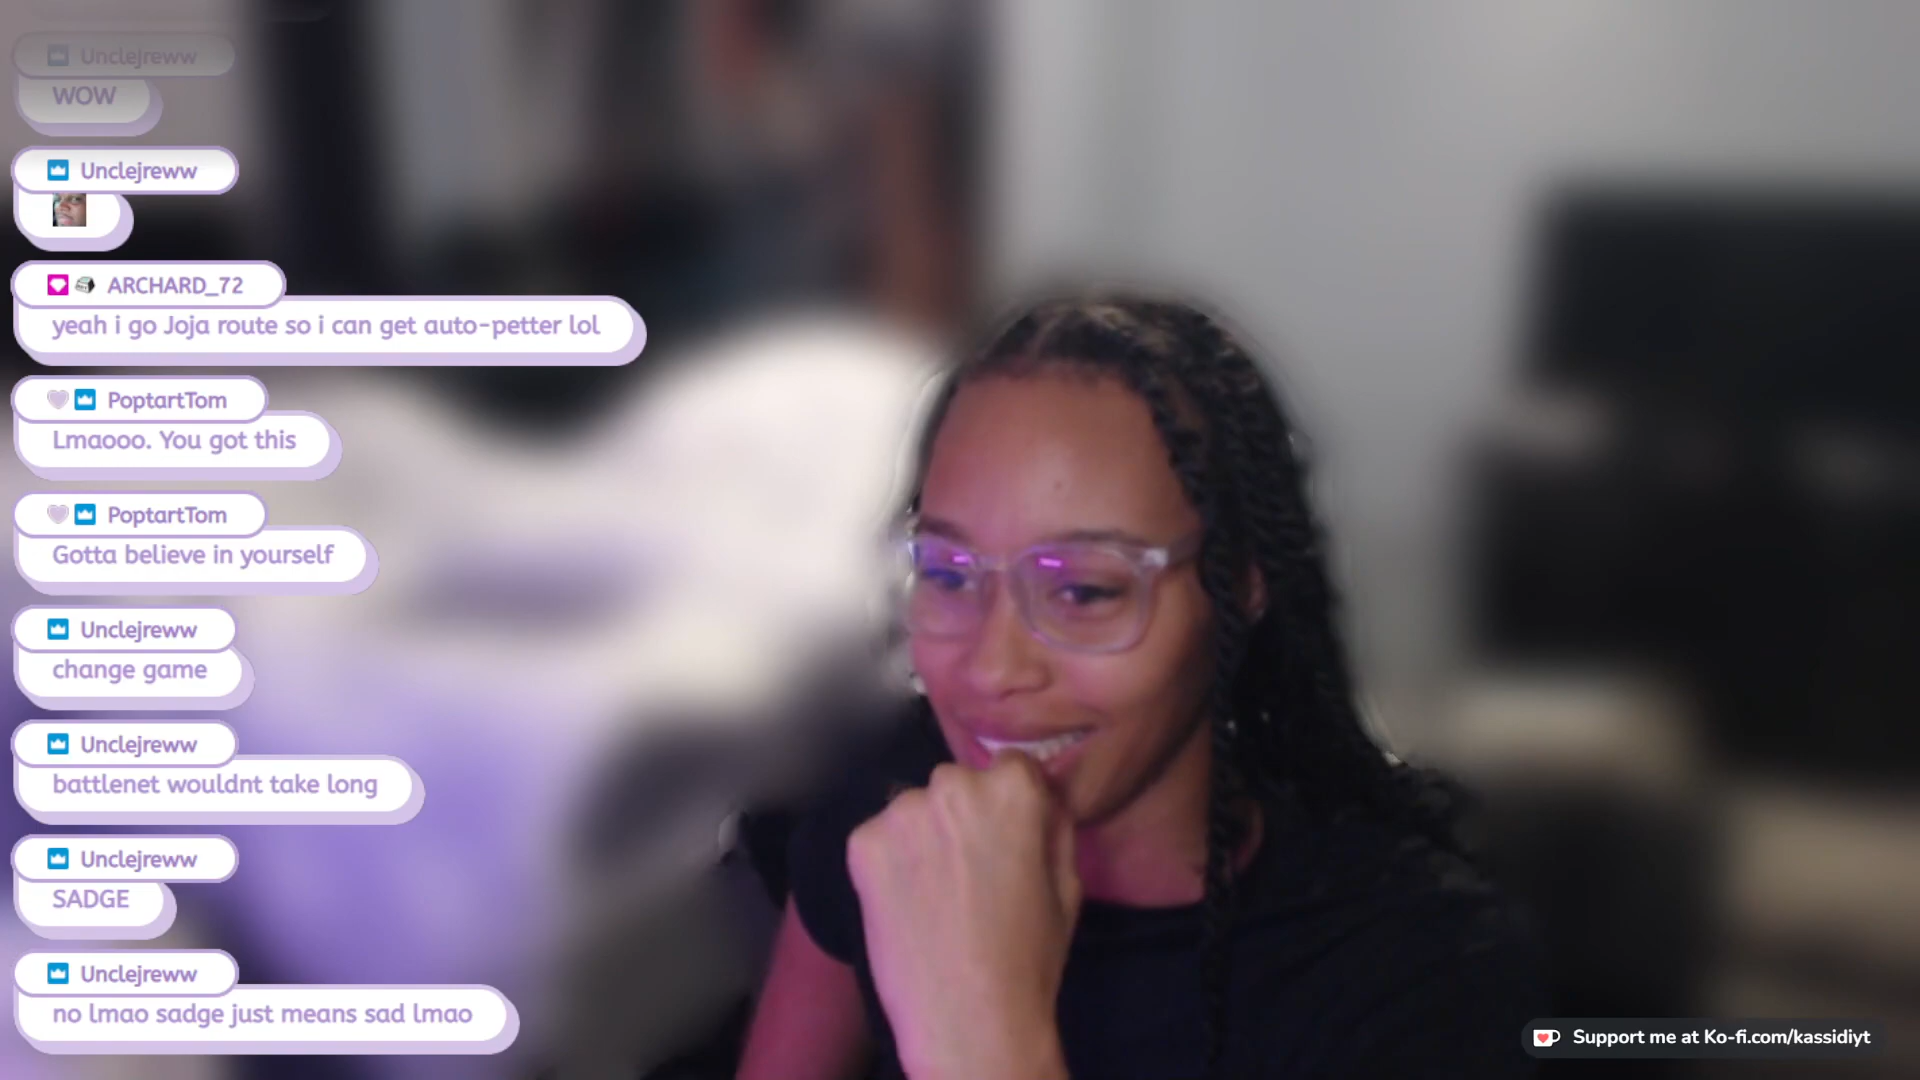 Unclejreww
WOW
Unclejreww
ARCHARD_72
yeah i go Joja route so i can get auto-petter lol
PoptartTom
Lmaooo. You got this
PoptartTom
Gotta believe in yourself
Unclejreww
change game
Unclejreww
battlenet wouldnt take long
Unclejreww
SADGE
Unclejreww
no lmao sadge just means sad lmao
Support me at Ko-fi.com/kassidiyt